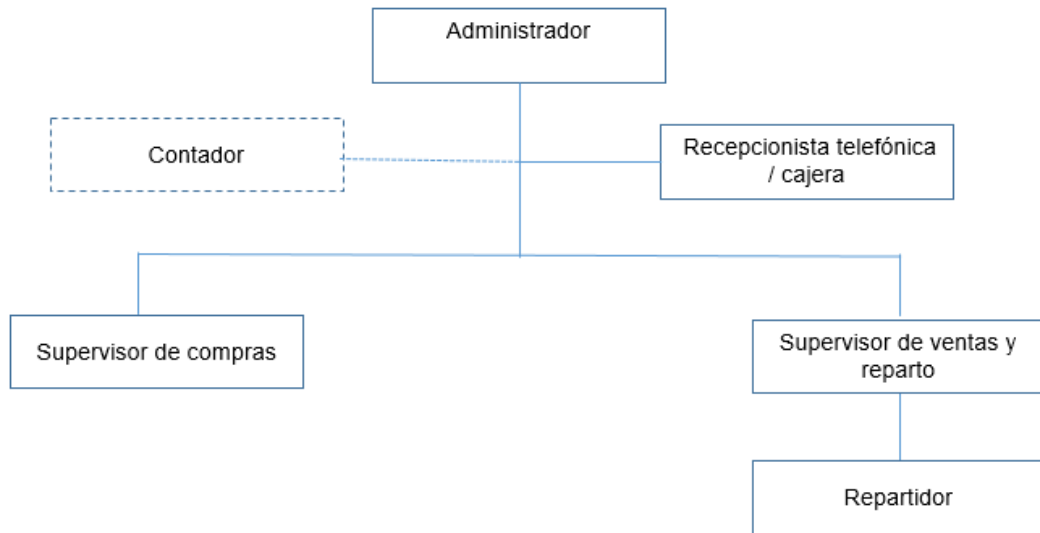 Administrador
Contador
Recepcionista telefónica
/ cajera
Supervisor de compras
Supervisor de ventas y
reparto
Repartidor